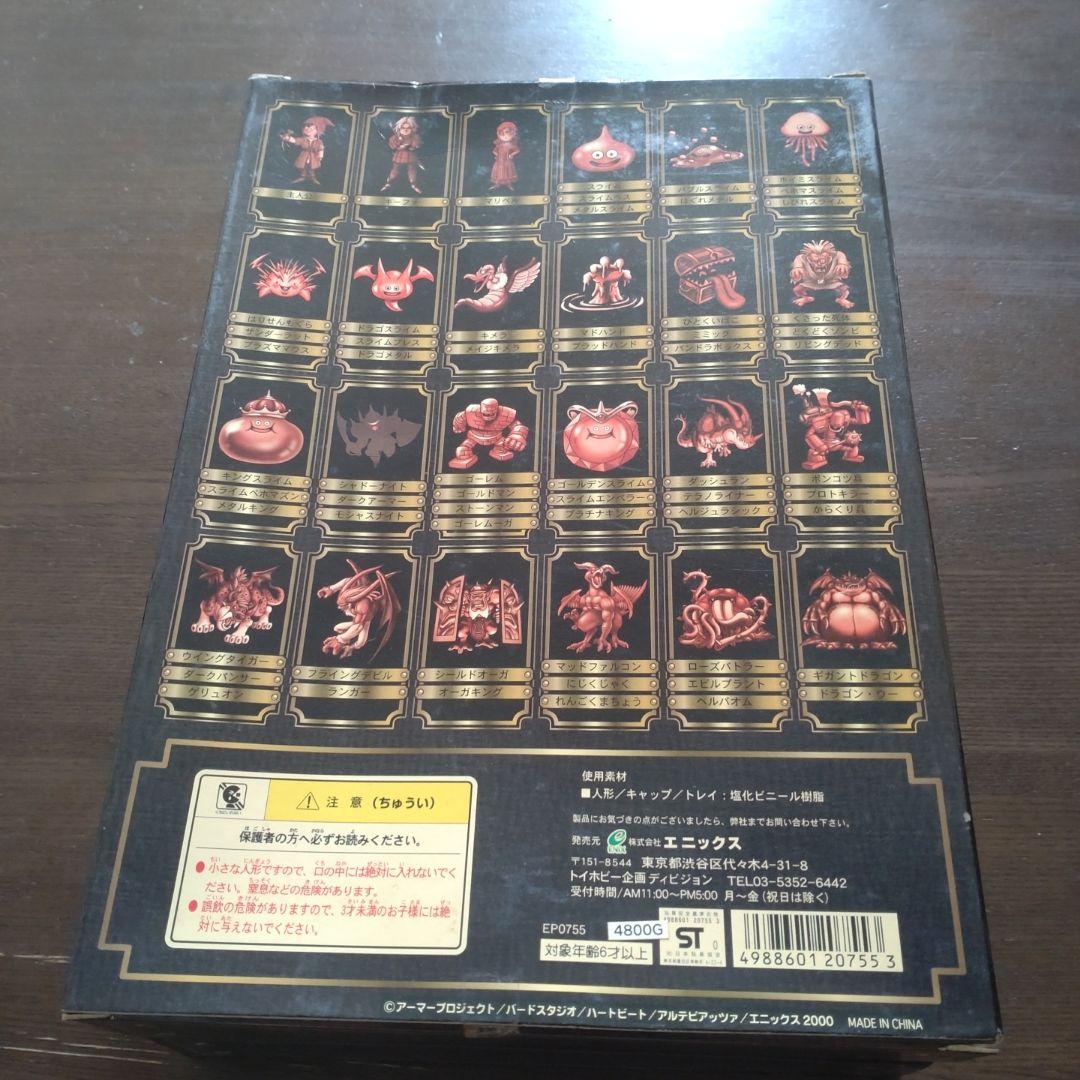 主人公
キーファ
マリベル
スライム
スライムベス
メタルスライム
バブルスライム
はぐれメタル
ホイミスライム
ベホマスライム
しびれスライム
はりせんもぐら
サンダーラット
プラズママウス
ドラゴスライム
スライムブレス
ドラゴメタル
キメラ
メイジキメラ
マドハンド
ブラッドハンド
ひとくいばこ
ミミック
パンドラボックス
くさった死体
どくどくゾンビ
リビングデッド
キングスライム
スライムベホマズン
メタルキング
シャドーナイト
ダークアーマー
モシャスナイト
ゴーレム
ゴールドマン
ストーンマン
ゴーレムーガ
ゴールデンスライム
スライムエンペラー
プラチナキング
ダッシュラン
テラノライナー
ヘルジュラシック
ポンコツ兵
プロトキラー
からくり兵
ウイングタイガー
ダークパンサー
ゲリュオン
フライングデビル
ランガー
シールドオーガ
オーガキング
マッドファルコン
にじくじゃく
れんごくまちょう
ローズバトラー
エビルプラント
ヘルバオム
ギガントドラゴン
ドラゴン・ウー
注 意 (ちゅうい)
保護者の方へ必ずお読みください。
●小さな人形ですので、口の中には絶対に入れないでく
ださい。窒息などの危険があります。
●誤飲の危険がありますので、3才未満のお子様には絶
対に与えないでください。
使用素材
■人形／キャップ／トレイ：塩化ビニール樹脂
製品にお気づきの点がございましたら、弊社までお問い合わせ下さい。
発売元 ENIX 株式会社 エニックス
〒151-8544 東京都渋谷区代々木4-31-8
トイホビー企画 ディビジョン TEL03-5352-6442
受付時間/AM11:00〜PM5:00 月〜金(祝日は除く)
EP0755 4800G
対象年齢6才以上
4988601 20755 3
ST
4988601 20755 3
©アーマープロジェクト／バードスタジオ／ハートビート／アルテピアッツァ／エニックス 2000 MADE IN CHINA